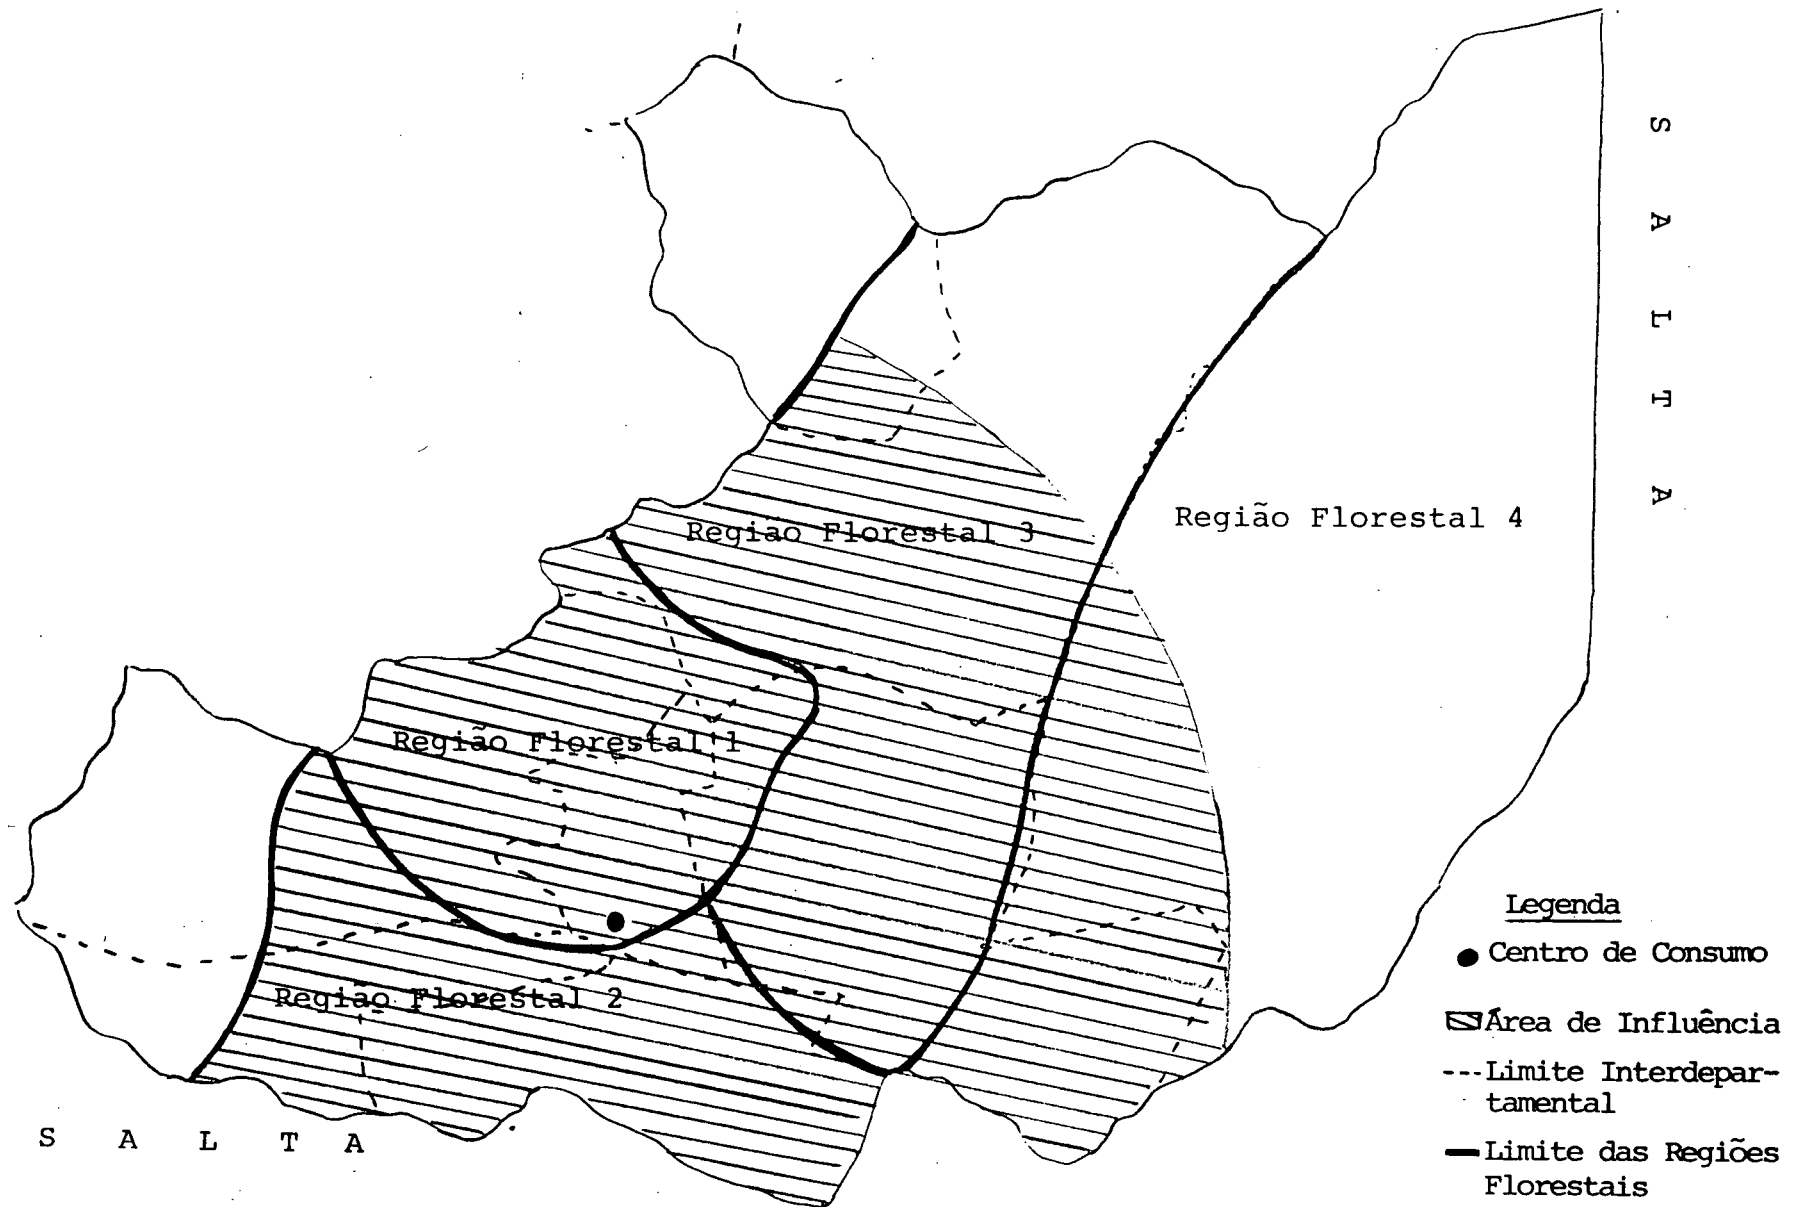 S A L T A
Região Florestal 4
Região Florestal 3
Região Florestal 1
Região Florestal 2
S A L T A
Legenda
Centro de Consumo
Área de Influência
Limite Interdepar-
tamental
Limite das Regiões
Florestais